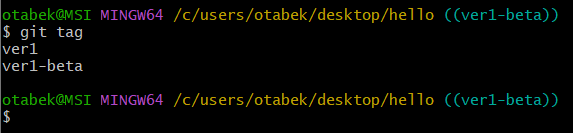 otabek@MSI MINGW64 /c/users/otabek/desktop/hello ((ver1-beta))
$ git tag
ver1
ver1-beta
otabek@MSI MINGW64 /c/users/otabek/desktop/hello ((ver1-beta))
$